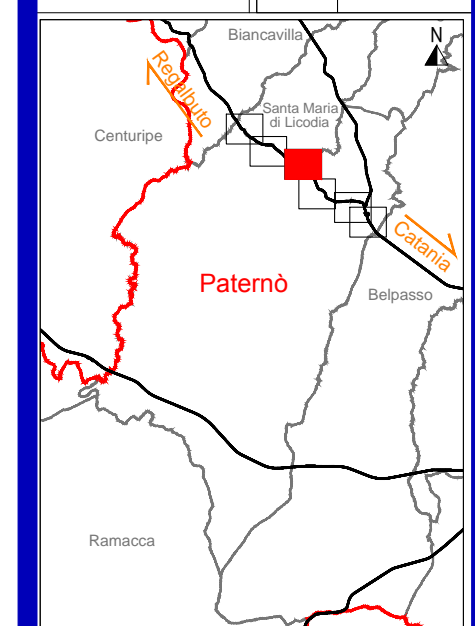 Biancavilla
N
Regalbuto
Santa Maria
di Licodia
Centuripe
Catania
Paternò
Belpasso
Ramacca